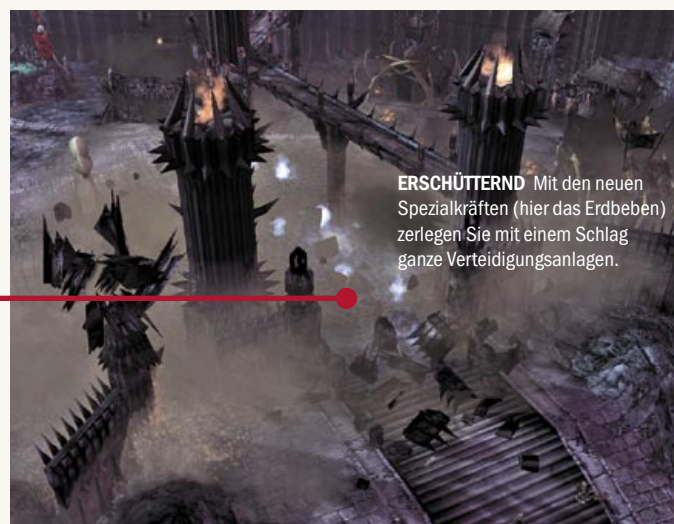 ERSCHÜTTERND Mit den neuen
Spezialkräften (hier das Erdbeben)
zerlegen Sie mit einem Schlag
ganze Verteidigungsanlagen.